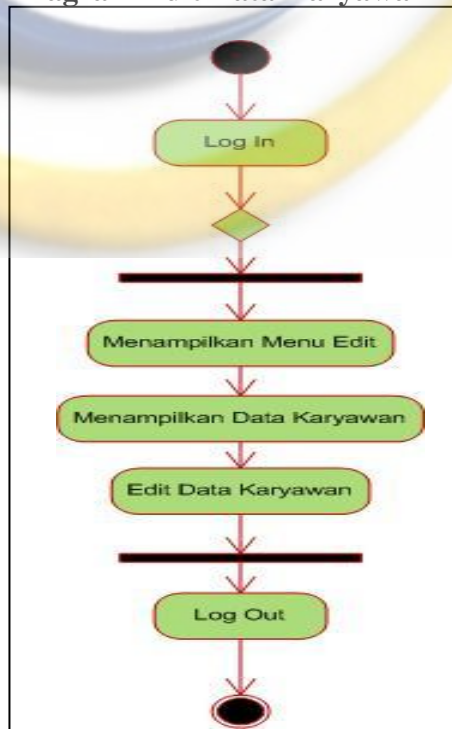 Log In
Menampilkan Menu Edit
Menampilkan Data Karyawan
Edit Data Karyawan
Log Out